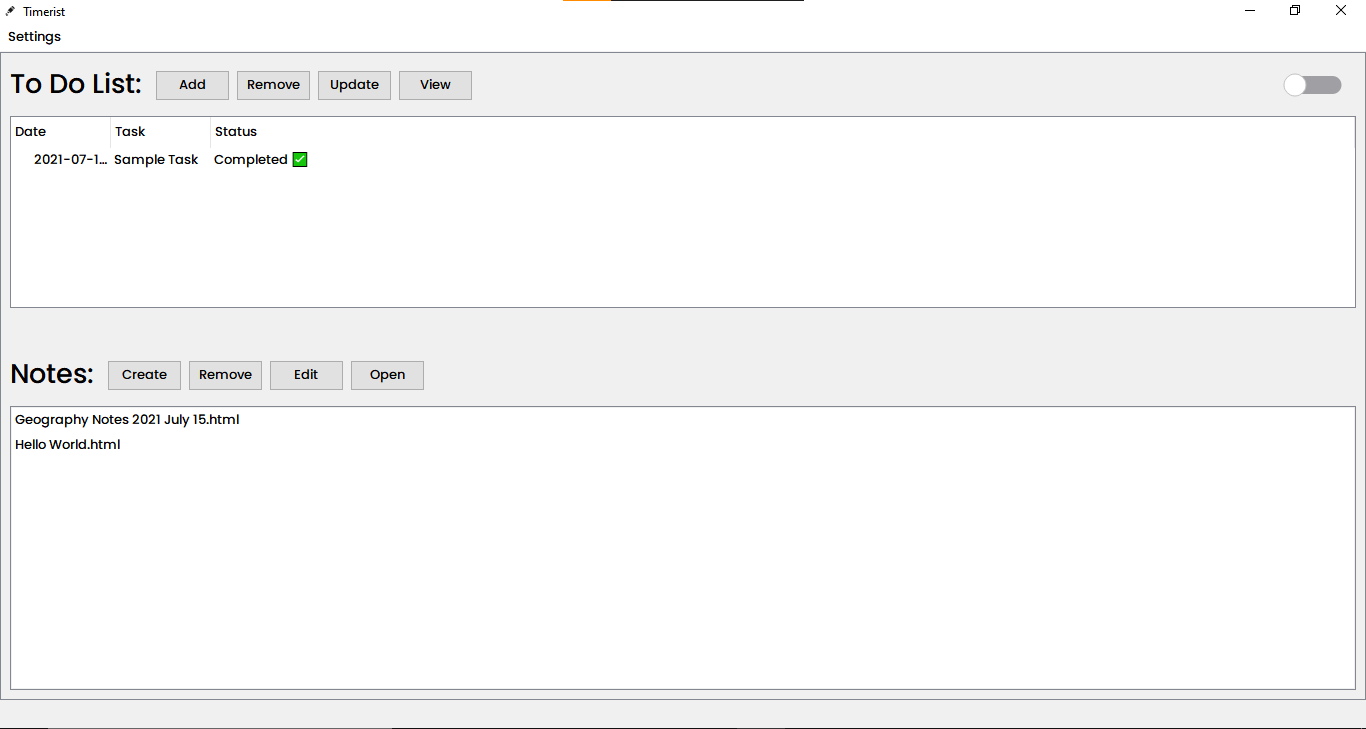 Timerist
Settings
To Do List: Add Remove Update View
Date Task Status
2021-07-1... Sample Task Completed
Notes: Create Remove Edit Open
Geography Notes 2021 July 15.html
Hello World.html